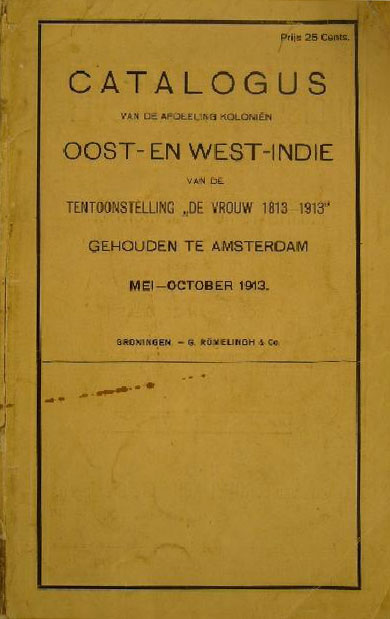 Prijs 25 Cents.
CATALOGUS
VAN DE AFDEELING KOLONIËN
OOST- EN WEST-INDIE
VAN DE
TENTOONSTELLING „DE VROUW 1813-1913”
GEHOUDEN TE AMSTERDAM
MEI—OCTOBER 1913.
GRONINGEN — G. RÖMELINGH & Co.